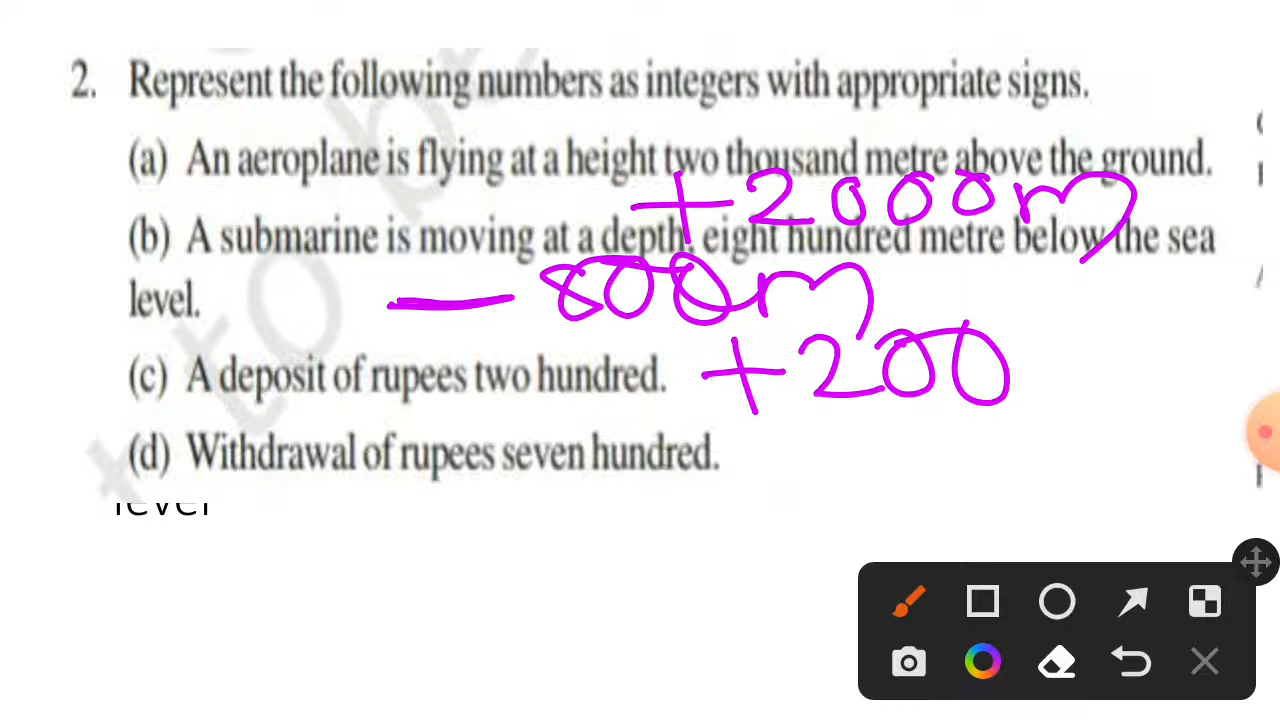 2. Represent the following numbers as integers with appropriate signs.
(a) An aeroplane is flying at a height two thousand metre above the ground.
+2000m
(b) A submarine is moving at a depth, eight hundred metre below the sea
level.
— 800m
(c) A deposit of rupees two hundred. +200
(d) Withdrawal of rupees seven hundred.
level